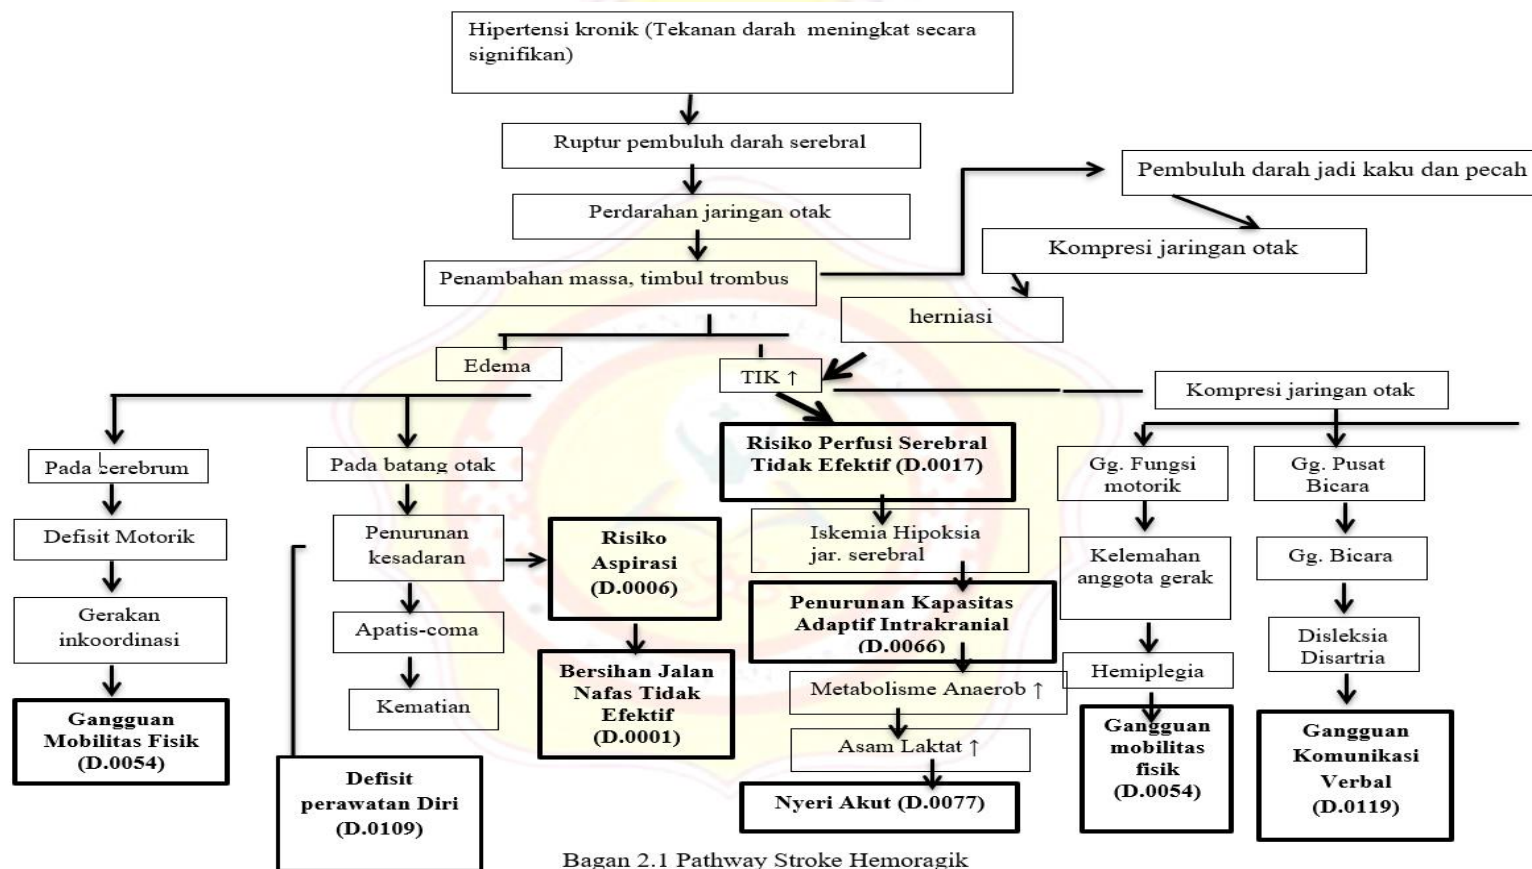 Hipertensi kronik (Tekanan darah meningkat secara
signifikan)
Ruptur pembuluh darah serebral
Pembuluh darah jadi kaku dan pecah
Perdarahan jaringan otak
Kompresi jaringan otak
Penambahan massa, timbul trombus
herniasi
Edema
TIK ↑
Kompresi jaringan otak
Pada cerebrum
Pada batang otak
Risiko Perfusi Serebral
Tidak Efektif (D.0017)
Gg. Fungsi
motorik
Gg. Pusat
Bicara
Defisit Motorik
Penurunan
kesadaran
Risiko
Aspirasi
(D.0006)
Iskemia Hipoksia
jar. serebral
Kelemahan
anggota gerak
Gg. Bicara
Gerakan
inkoordinasi
Apatis-coma
Penurunan Kapasitas
Adaptif Intrakranial
(D.0066)
Disleksia
Disartria
Bersihan Jalan
Nafas Tidak
Efektif
(D.0001)
Hemiplegia
Kematian
Metabolisme Anaerob ↑
Gangguan
Mobilitas Fisik
(D.0054)
Asam Laktat ↑
Gangguan
mobilitas
fisik
(D.0054)
Gangguan
Komunikasi
Verbal
(D.0119)
Defisit
perawatan Diri
(D.0109)
Nyeri Akut (D.0077)
Bagan 2.1 Pathway Stroke Hemoragik